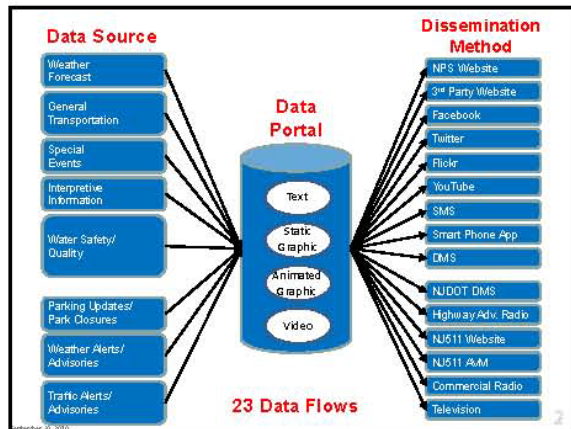 Data Source
Weather
Forecast
General
Transportation
Special
Events
Interpretive
Information
Water Safety/
Quality
Parking Updates/
Park Closures
Weather Alerts/
Advisories
Traffic Alerts/
Advisories
Data
Portal
Text
Static
Graphic
Animated
Graphic
Video
23 Data Flows
Dissemination
Method
NPS Website
3rd Party Website
Facebook
Twitter
Flickr
YouTube
SMS
Smart Phone App
DMS
NJDOT DMS
Highway Adv. Radio
NJ511 Website
NJ511 AVM
Commercial Radio
Television
2